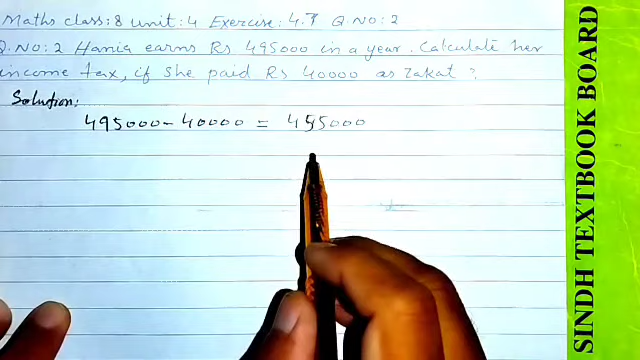 Maths class: 8 unit: 4 Exercise: 4.7 Q.NO: 2
Q.NO: 2 Hania earns Rs 495000 in a year. Calculate her
income tax, if she paid Rs 40000 as Zakat?
Solution:
495000 - 40000 = 455000
SINDH TEXTBOOK BOARD